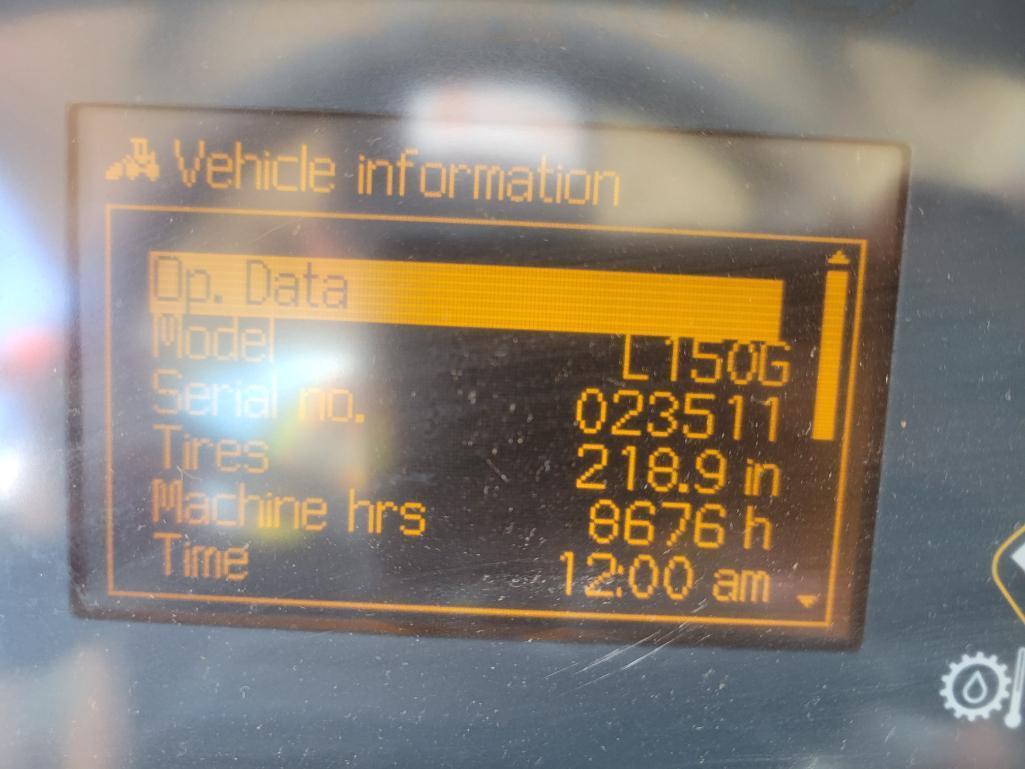 Vehicle information
Op. Data
Model L150G
Serial no. 023511
Tires 218.9 in
Machine hrs 8676 h
Time 12:00 am